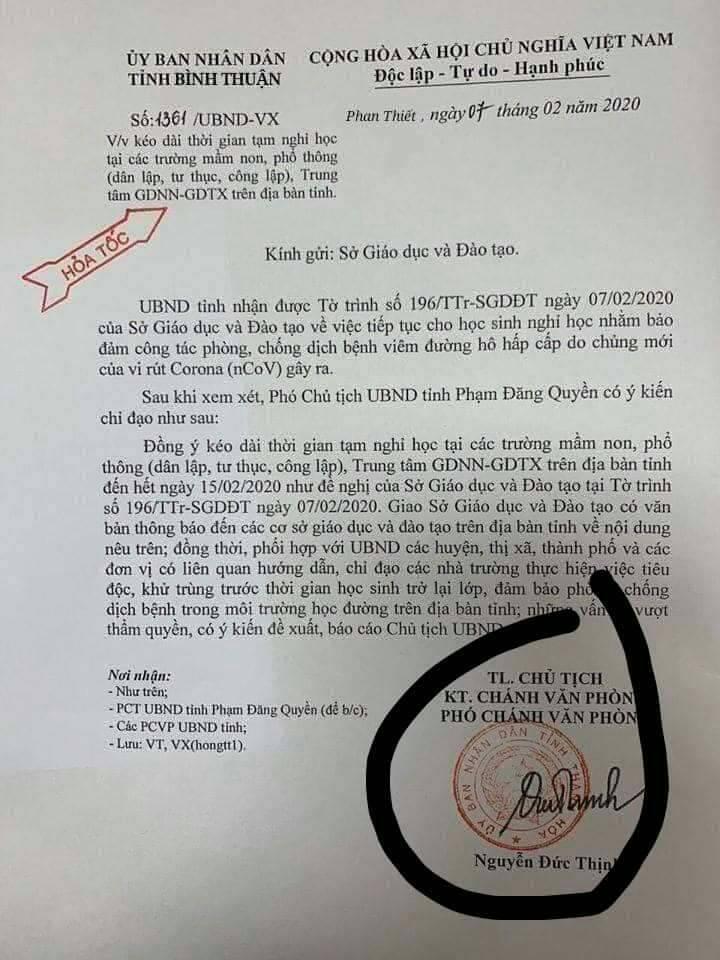 ỦY BAN NHÂN DÂN
TỈNH BÌNH THUẬN
CỘNG HÒA XÃ HỘI CHỦ NGHĨA VIỆT NAM
Độc lập - Tự do - Hạnh phúc
Số:1361/UBND-VX
Phan Thiết, ngày 07 tháng 02 năm 2020
V/v kéo dài thời gian tạm nghỉ học
tại các trường mầm non, phổ thông
(dân lập, tư thục, công lập), Trung
tâm GDNN-GDTX trên địa bàn tỉnh.
HỎA TỐC
Kính gửi: Sở Giáo dục và Đào tạo.
UBND tỉnh nhận được Tờ trình số 196/TTr-SGDĐT ngày 07/02/2020
của Sở Giáo dục và Đào tạo về việc tiếp tục cho học sinh nghỉ học nhằm bảo
đảm công tác phòng, chống dịch bệnh viêm đường hô hấp cấp do chủng mới
của vi rút Corona (nCoV) gây ra.
Sau khi xem xét, Phó Chủ tịch UBND tỉnh Phạm Đăng Quyền có ý kiến
chỉ đạo như sau:
Đồng ý kéo dài thời gian tạm nghỉ học tại các trường mầm non, phổ
thông (dân lập, tư thục, công lập), Trung tâm GDNN-GDTX trên địa bàn tỉnh
đến hết ngày 15/02/2020 như đề nghị của Sở Giáo dục và Đào tạo tại Tờ trình
số 196/TTr-SGDĐT ngày 07/02/2020. Giao Sở Giáo dục và Đào tạo có văn
bản thông báo đến các cơ sở giáo dục và đào tạo trên địa bàn tỉnh về nội dung
nêu trên; đồng thời, phối hợp với UBND các huyện, thị xã, thành phố và các
đơn vị có liên quan hướng dẫn, chỉ đạo các nhà trường thực hiện việc tiêu
độc, khử trùng trước thời gian học sinh trở lại lớp, đảm bảo chống
dịch bệnh trong môi trường học đường trên địa bàn tỉnh; những vượt
thẩm quyền, có ý kiến đề xuất, báo cáo Chủ tịch UBND
Nơi nhận:
- Như trên;
- PCT UBND tỉnh Phạm Đăng Quyền (để b/c);
- Các PCVP UBND tỉnh;
- Lưu: VT, VX(hongtt1).
TL. CHỦ TỊCH
KT. CHÁNH VĂN PHÒN
PHÓ CHÁNH VĂN PHÒN
ỦY BAN NHÂN DÂN TỈNH THANH HÓA
Nguyễn Đức Thịn